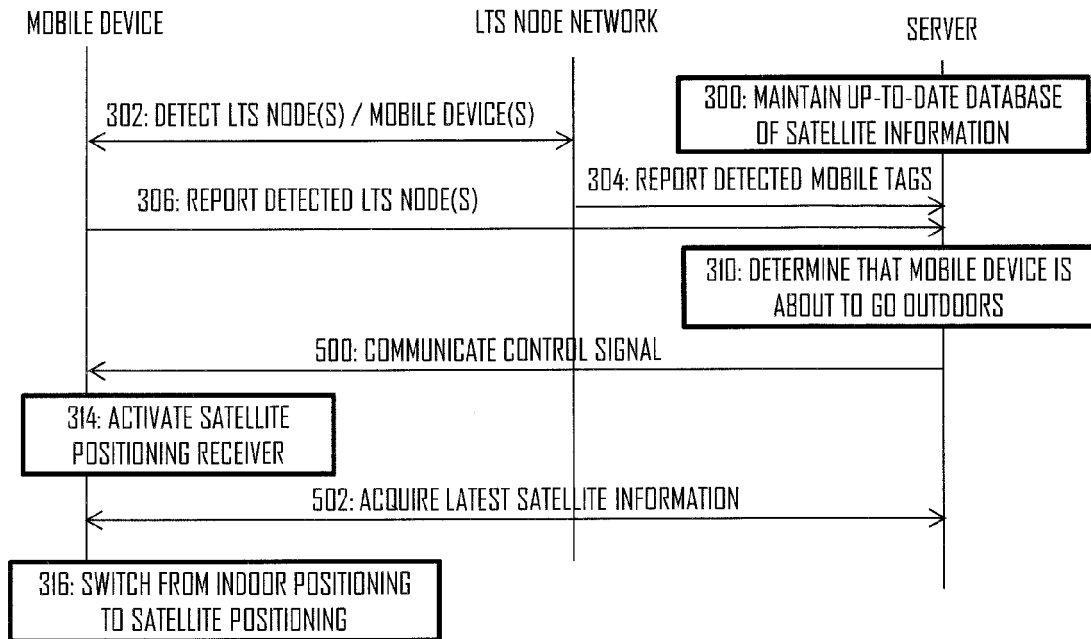 MOBILE DEVICE
LTS NODE NETWORK
SERVER
300: MAINTAIN UP-TO-DATE DATABASE
OF SATELLITE INFORMATION
302: DETECT LTS NODE(S) / MOBILE DEVICE(S)
304: REPORT DETECTED MOBILE TAGS
306: REPORT DETECTED LTS NODE(S)
310: DETERMINE THAT MOBILE DEVICE IS
ABOUT TO GO OUTDOORS
500: COMMUNICATE CONTROL SIGNAL
314: ACTIVATE SATELLITE
POSITIONING RECEIVER
502: ACQUIRE LATEST SATELLITE INFORMATION
316: SWITCH FROM INDOOR POSITIONING
TO SATELLITE POSITIONING